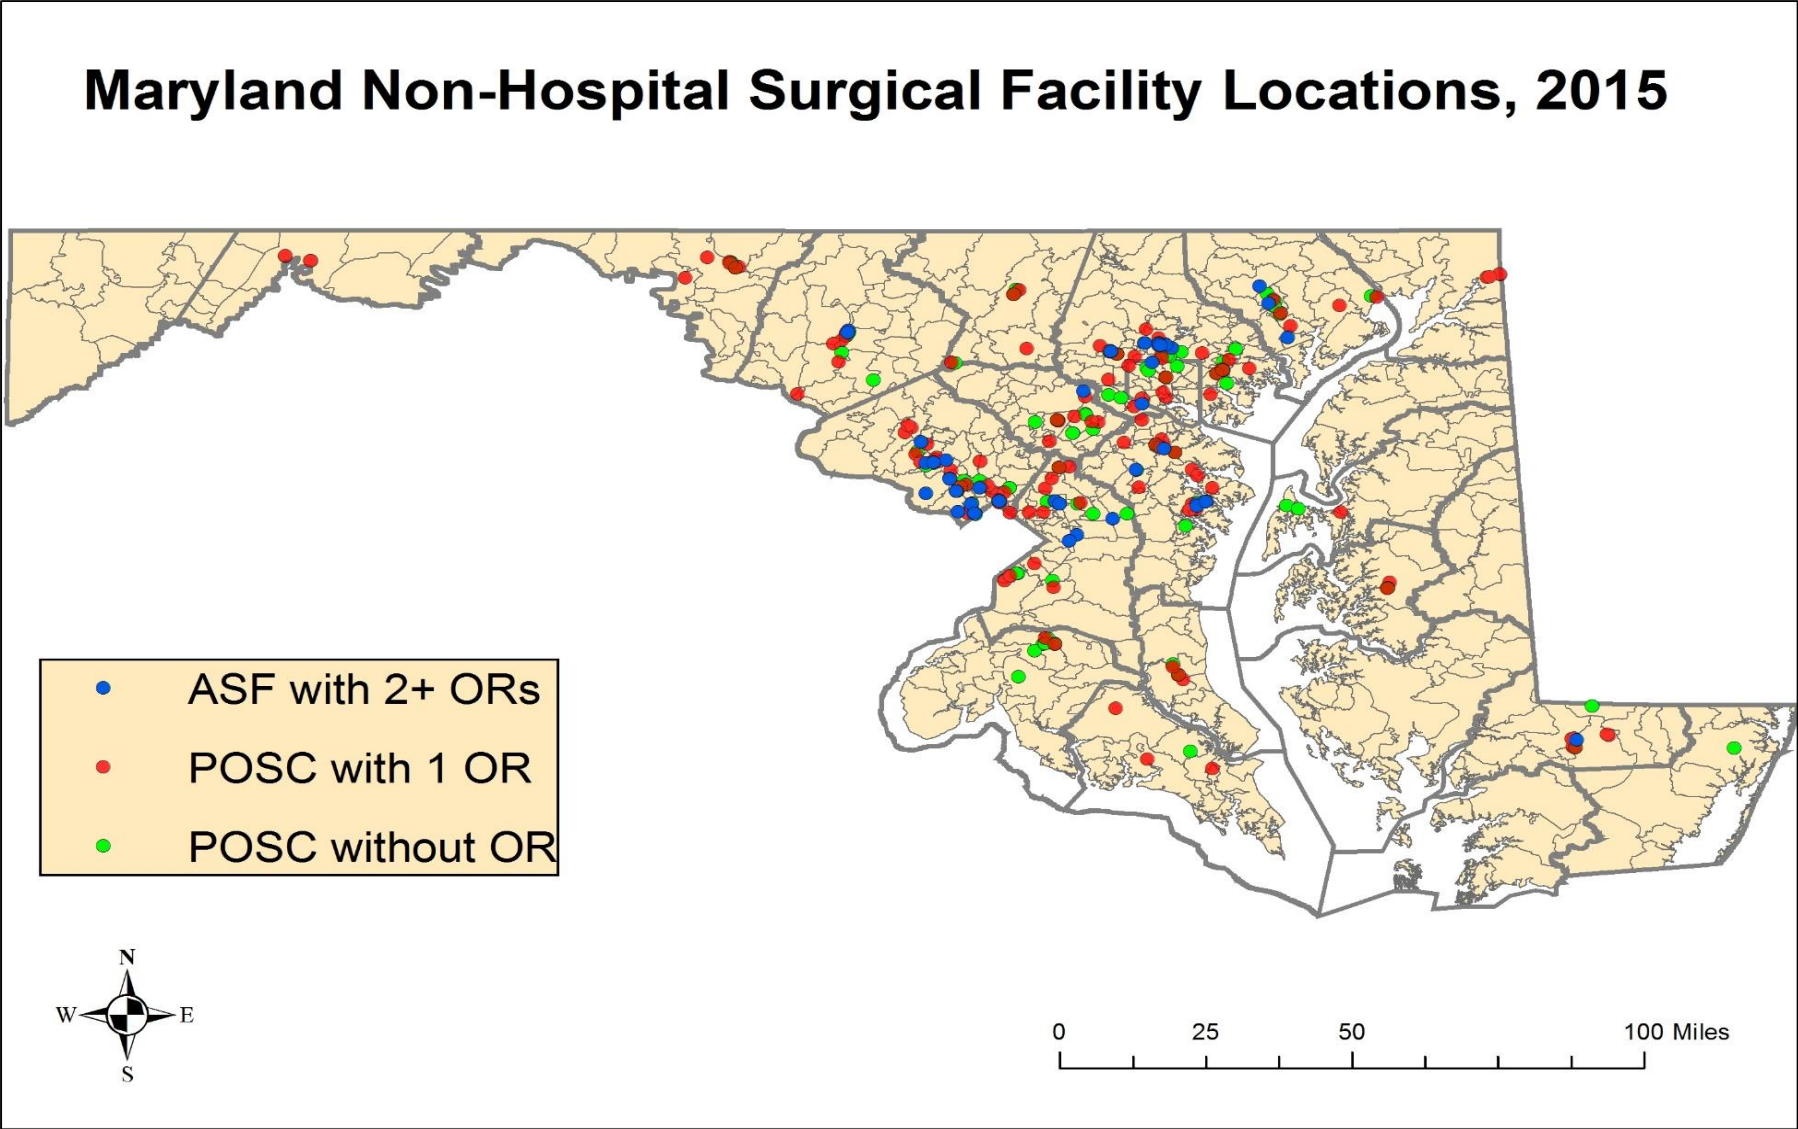 Maryland Non-Hospital Surgical Facility Locations, 2015
ASF with 2+ ORs
POSC with 1 OR
POSC without OR
N
W E
S
0 25 50 100 Miles